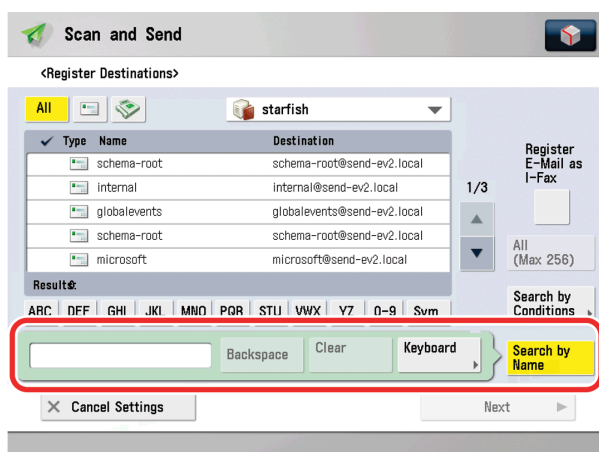 Scan and Send
<Register Destinations>
All
starfish
Type Name Destination
schema-root schema-root@send-ev2.local
internal internal@send-ev2.local
globalevents globalevents@send-ev2.local
schema-root schema-root@send-ev2.local
microsoft microsoft@send-ev2.local
1/3
Register
E-Mail as
I-Fax
All
(Max 256)
Results:
ABC DEF GHI JKL MNO PQR STU VWX YZ 0-9 Sym
Search by
Conditions
Backspace Clear Keyboard
Search by
Name
Cancel Settings
Next